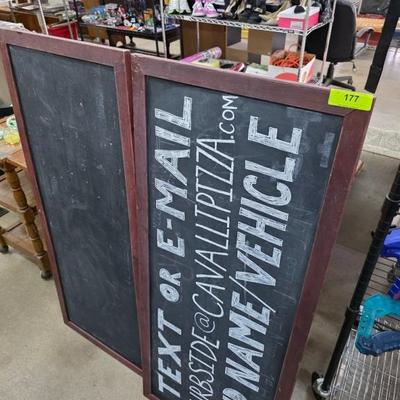 177
TEXT OR E-MAIL
RBSIDE@CAVALLIPIZZA.COM
NAME/VEHICLE